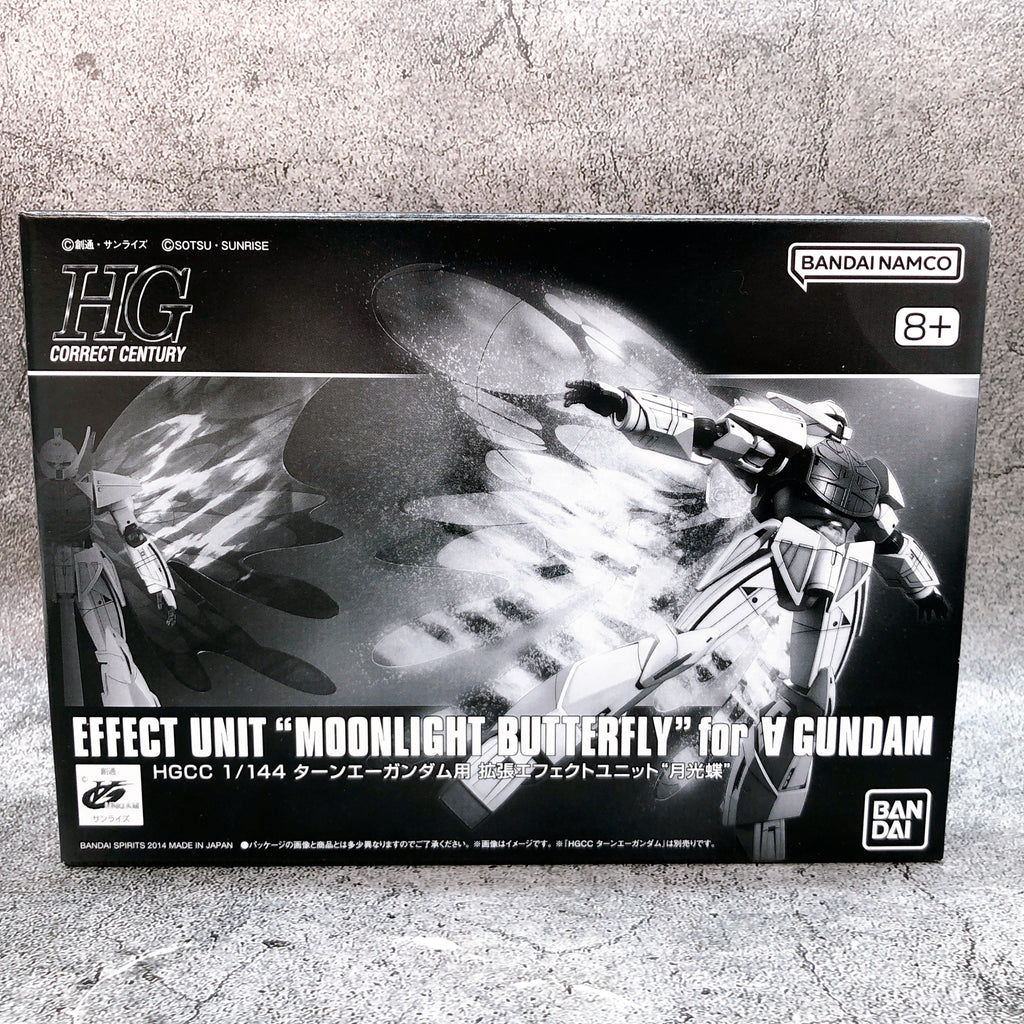 ©創通・サンライズ ©SOTSU・SUNRISE
BANDAI NAMCO
HG
CORRECT CENTURY
8+
EFFECT UNIT “MOONLIGHT BUTTERFLY” for ∀ GUNDAM
HGCC 1/144 ターンエーガンダム用 拡張エフェクトユニット“月光蝶”
創通
サンライズ
BAN
DAI
BANDAI SPIRITS 2014 MADE IN JAPAN ●パッケージの画像と商品とは多少異なりますのでご了承ください。※画像はイメージです。※「HGCC ターンエーガンダム」は別売りです。